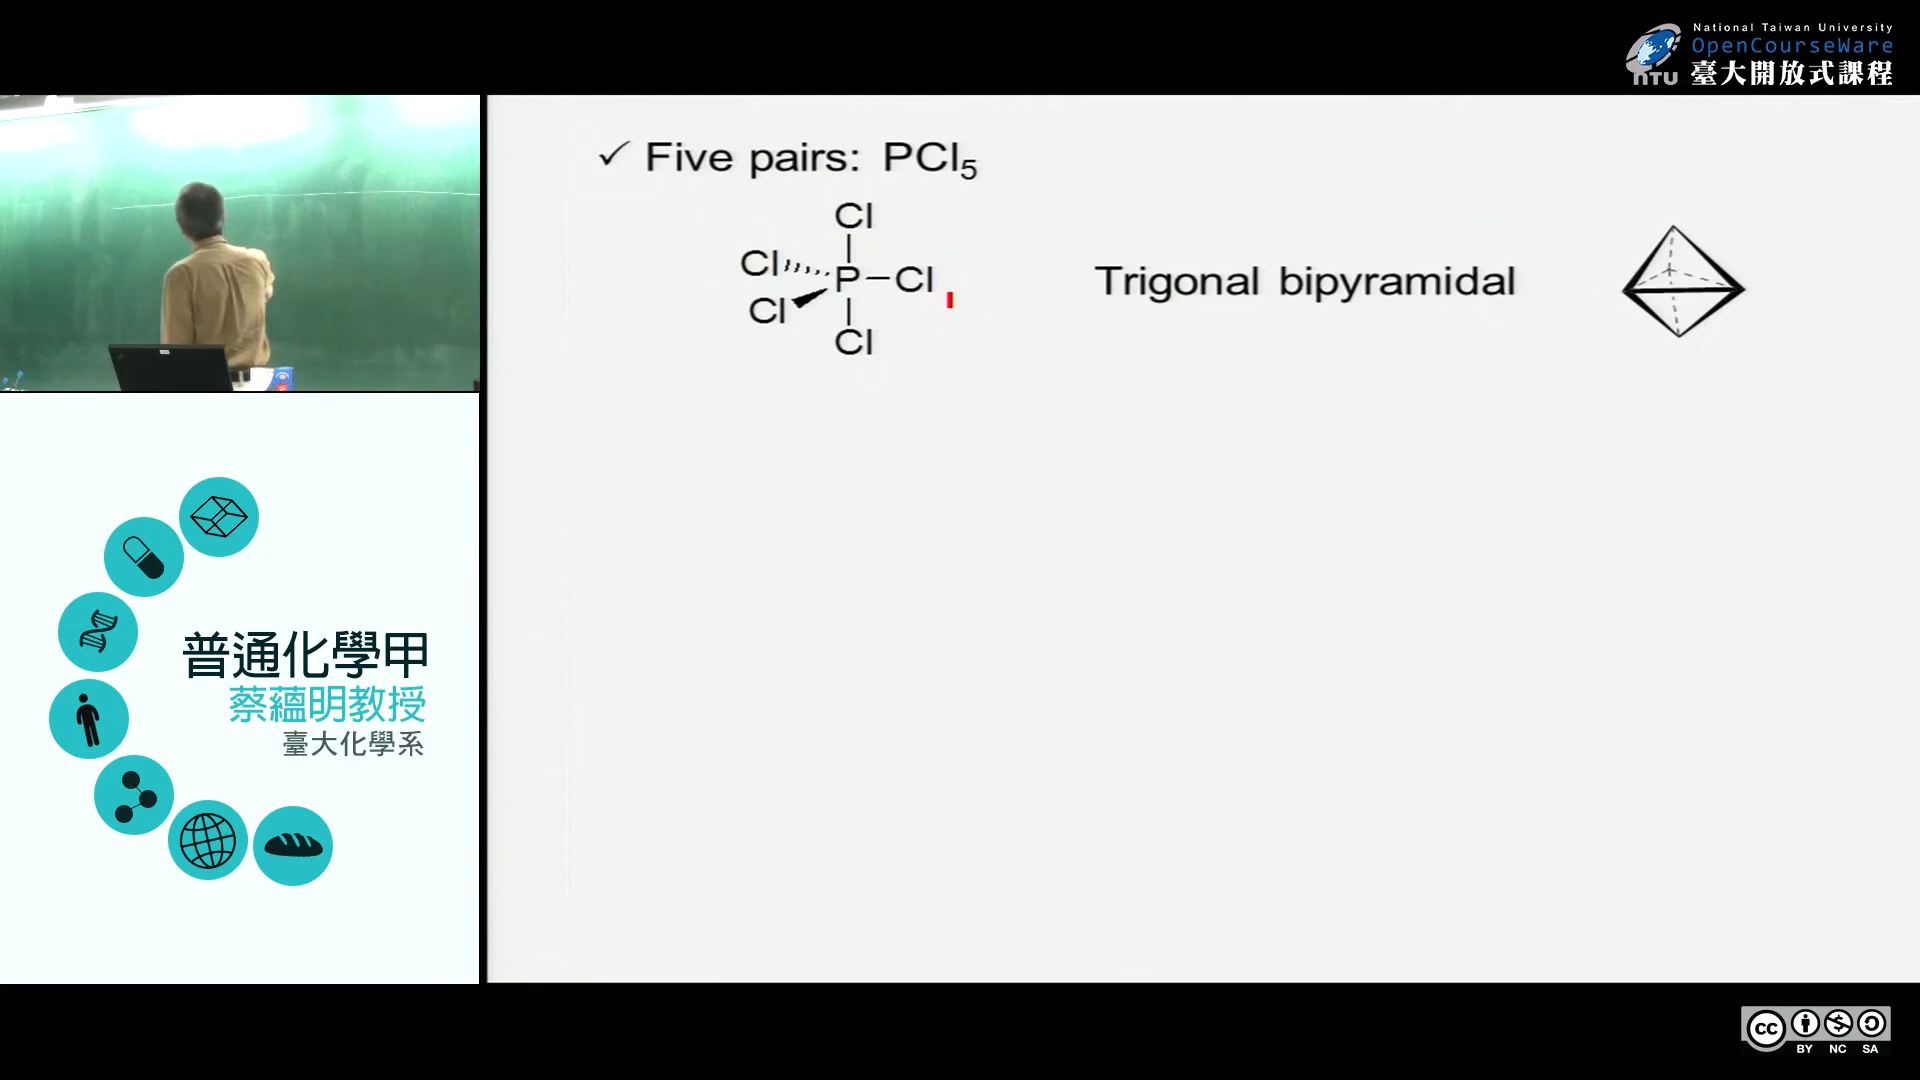 National Taiwan University
OpenCourseWare
臺大開放式課程
NTU
✓ Five pairs: PCl5
Cl
Cl P Cl
Cl
Cl
Trigonal bipyramidal
普通化學甲
蔡蘊明教授
臺大化學系
cc
BY NC SA